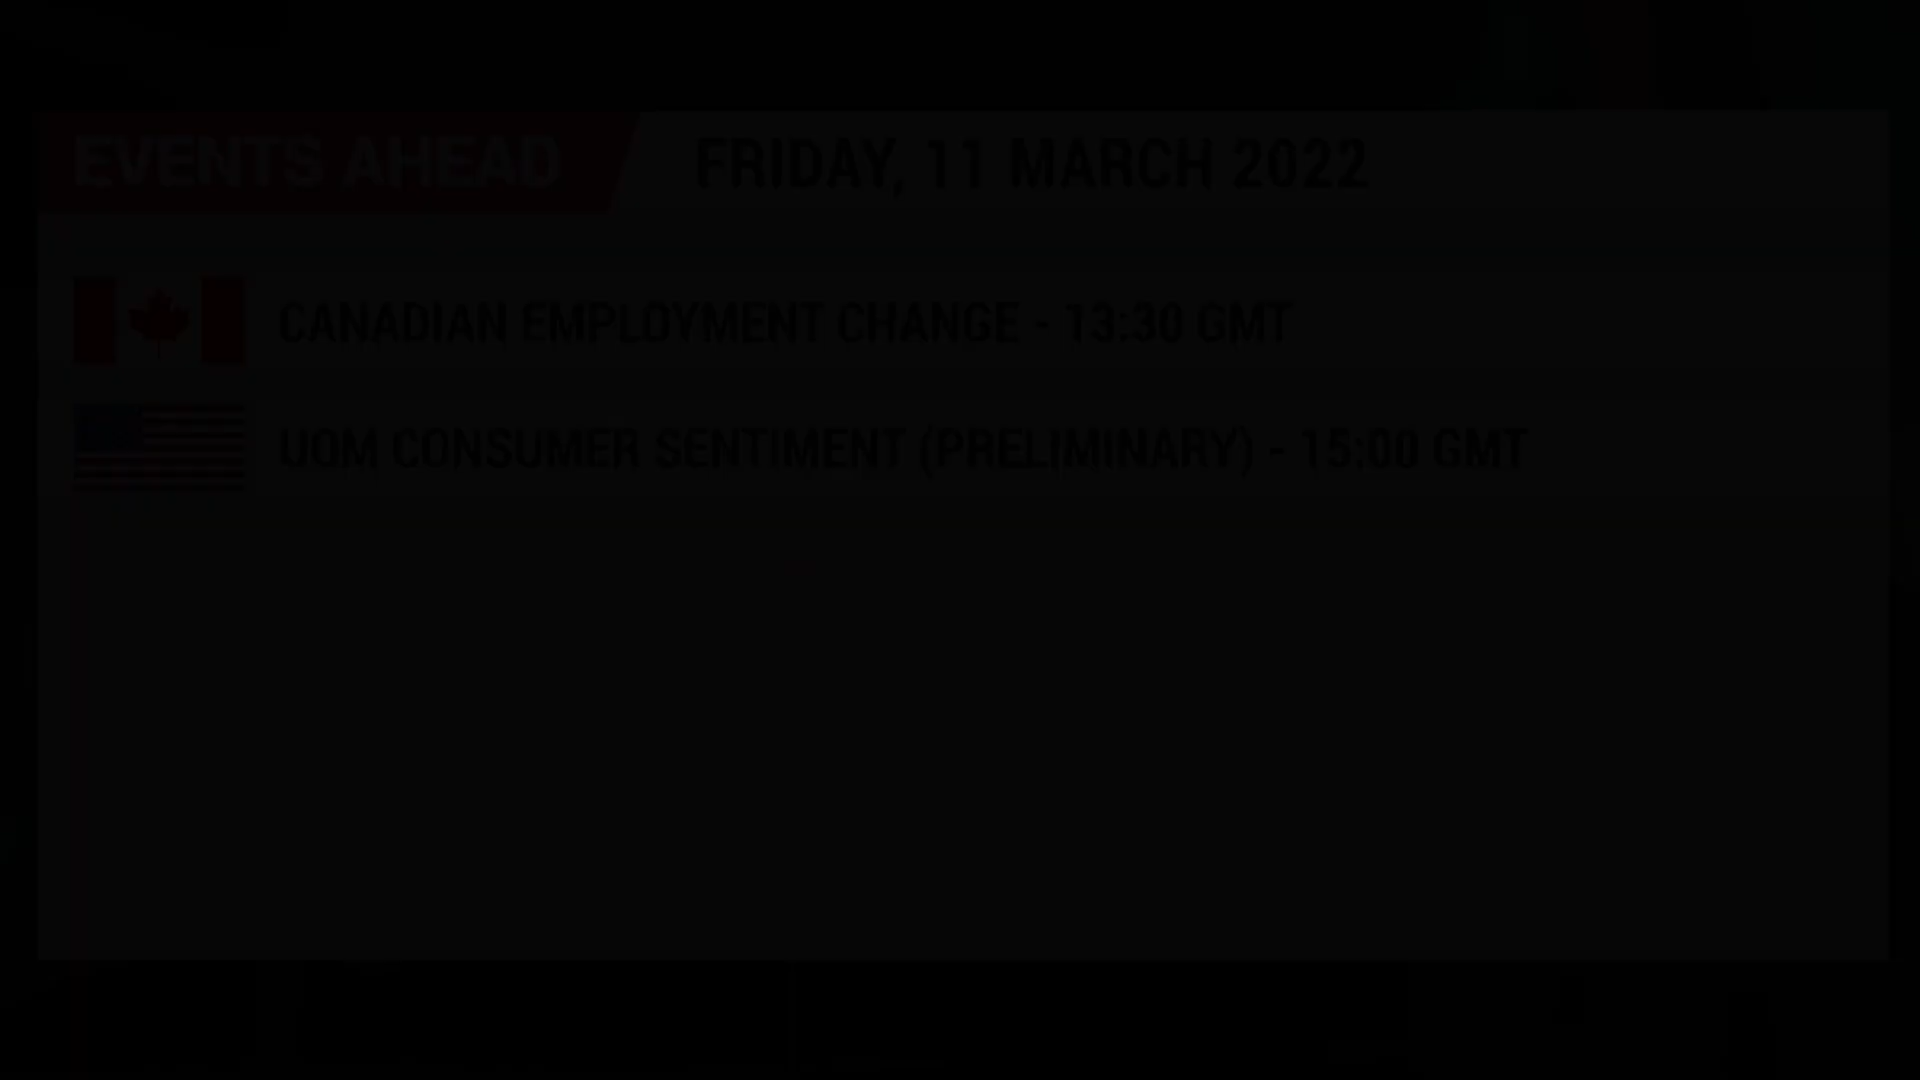 EVENTS AHEAD
FRIDAY, 11 MARCH 2022
CANADIAN EMPLOYMENT CHANGE - 13:30 GMT
UOM CONSUMER SENTIMENT (PRELIMINARY) - 15:00 GMT